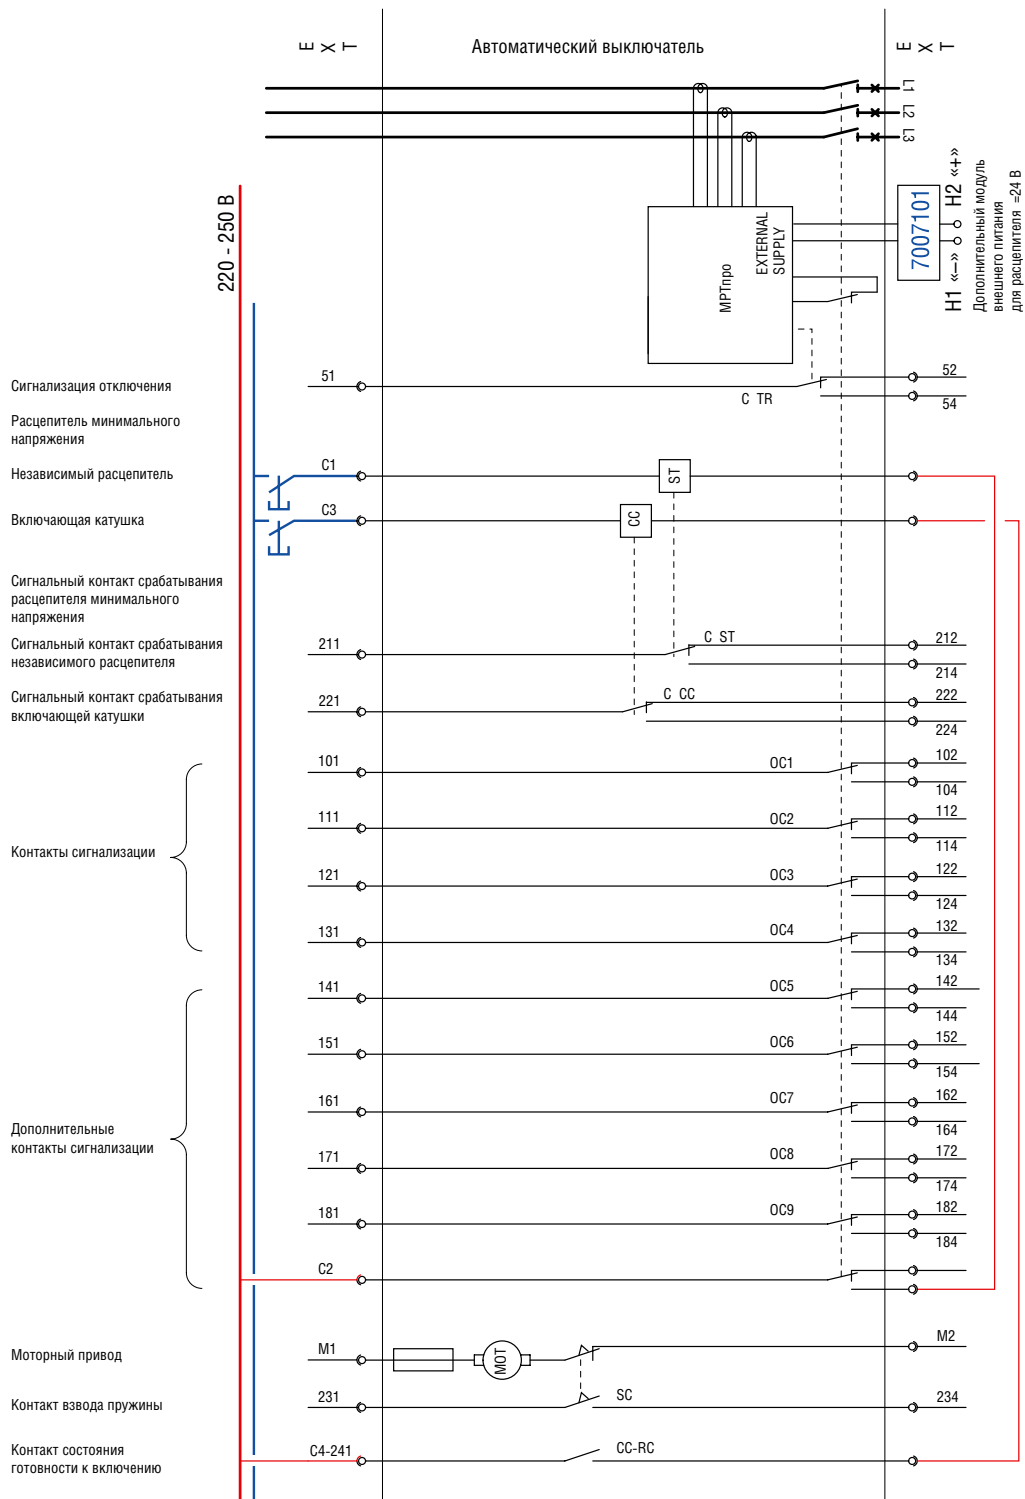 EXT
Автоматический выключатель
EXT
L1
L2
L3
220 - 250 В
МРТпро
EXTERNAL
SUPPLY
7007101
H1 «–» H2 «+»
Дополнительный модуль
внешнего питания
для расцепителя =24 В
Сигнализация отключения
51
C TR
52
54
Расцепитель минимального
напряжения
Независимый расцепитель
C1
ST
Включающая катушка
C3
CC
Сигнальный контакт срабатывания
расцепителя минимального
напряжения
Сигнальный контакт срабатывания
независимого расцепителя
211
C ST
212
214
Сигнальный контакт срабатывания
включающей катушки
221
C CC
222
224
Контакты сигнализации
101
OC1
102
104
111
OC2
112
114
121
OC3
122
124
131
OC4
132
134
Дополнительные
контакты сигнализации
141
OC5
142
144
151
OC6
152
154
161
OC7
162
164
171
OC8
172
174
181
OC9
182
184
C2
Моторный привод
M1
MOT
M2
Контакт взвода пружины
231
SC
234
Контакт состояния
готовности к включению
C4-241
CC-RC